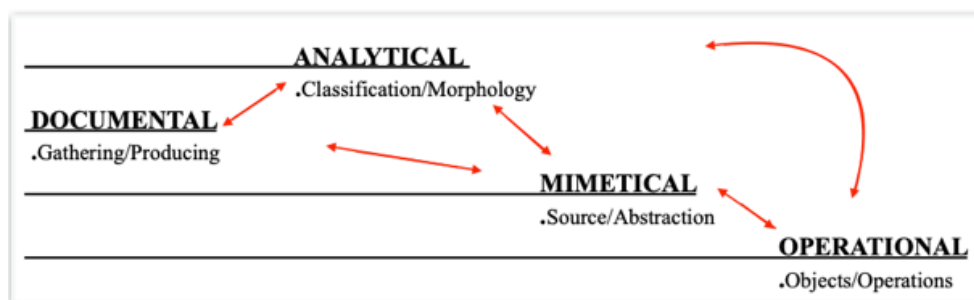 ANALYTICAL
.Classification/Morphology
DOCUMENTAL
.Gathering/Producing
MIMETICAL
.Source/Abstraction
OPERATIONAL
.Objects/Operations